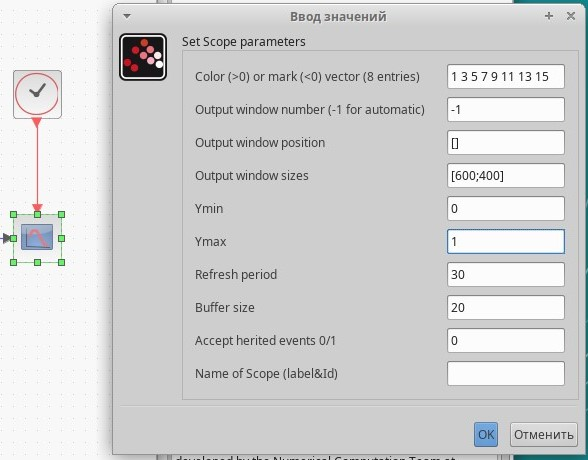 Ввод значений
Set Scope parameters
Color (>0) or mark (<0) vector (8 entries) 1 3 5 7 9 11 13 15
Output window number (-1 for automatic) -1
Output window position []
Output window sizes [600;400]
Ymin 0
Ymax 1
Refresh period 30
Buffer size 20
Accept herited events 0/1 0
Name of Scope (label&Id)
OK Отменить
developed by the Numerical Computation Team at